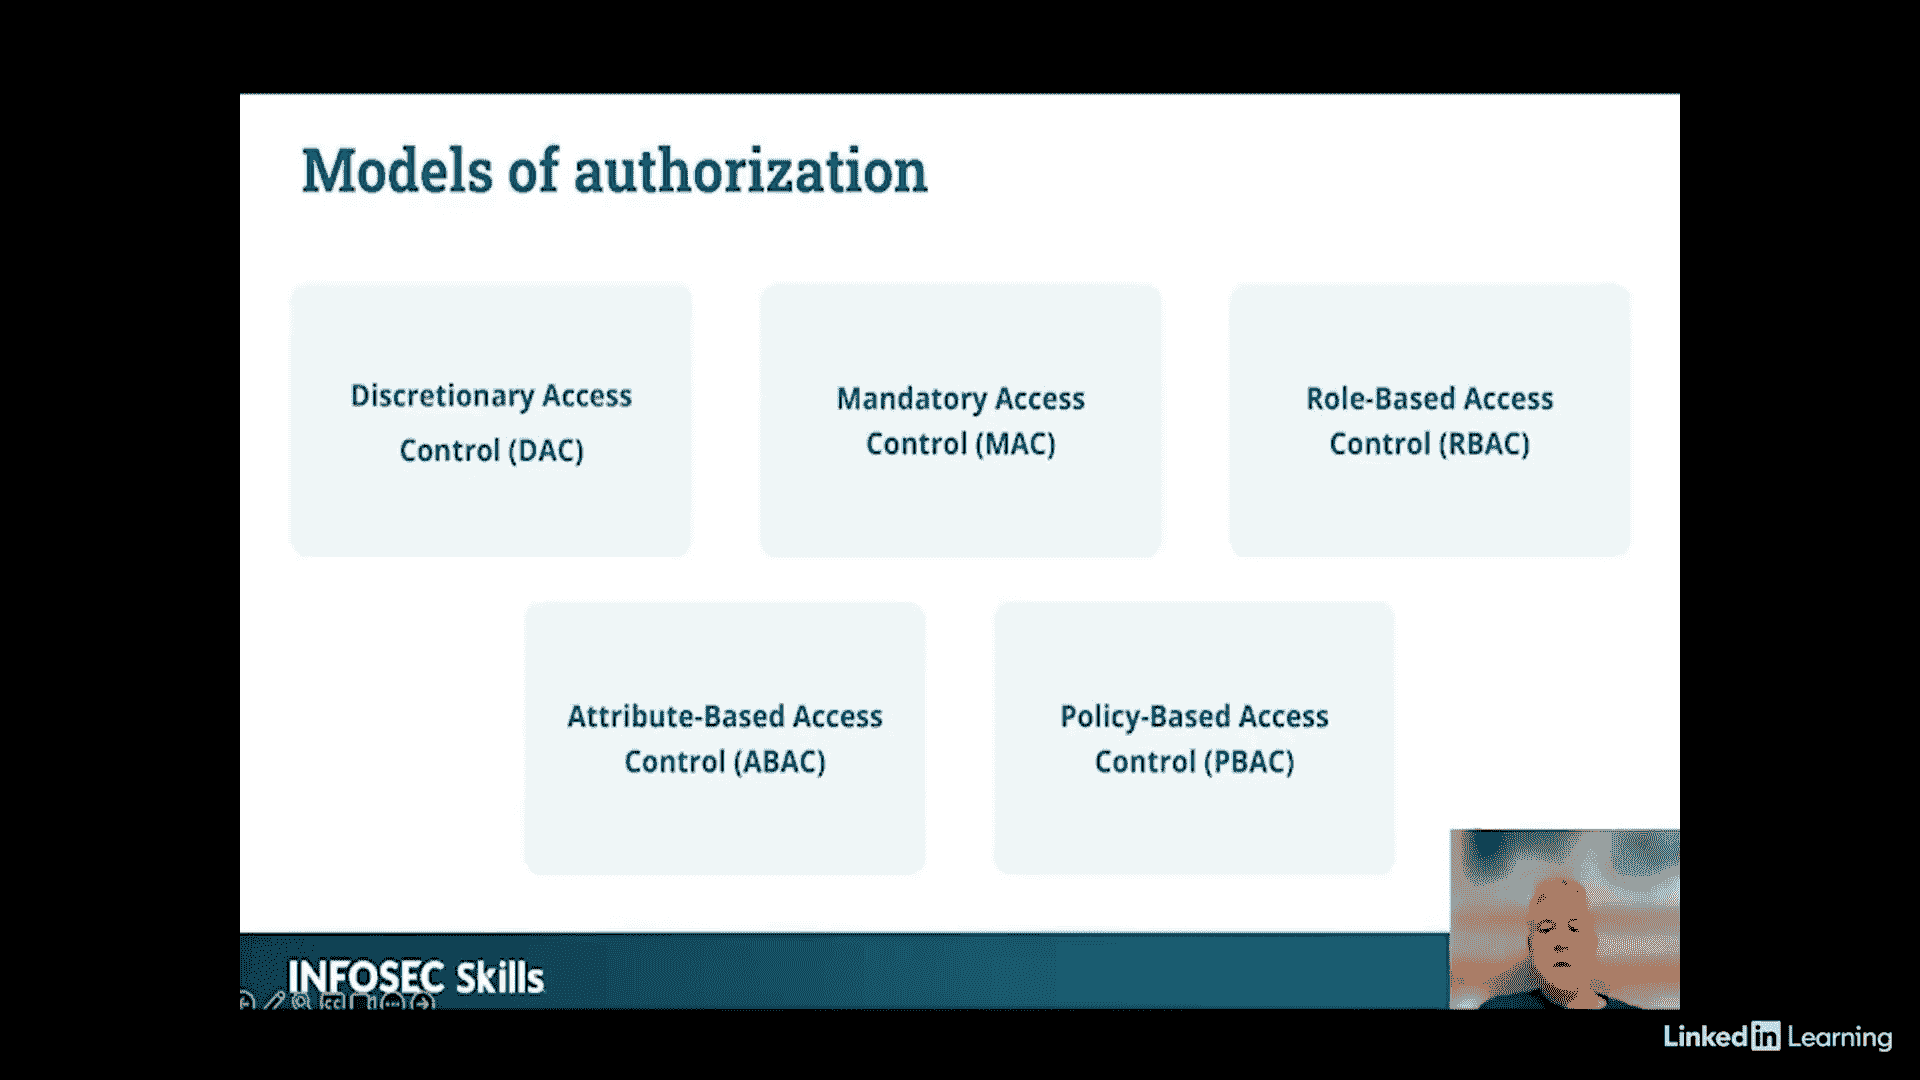 Models of authorization
Discretionary Access
Control (DAC)
Mandatory Access
Control (MAC)
Role-Based Access
Control (RBAC)
Attribute-Based Access
Control (ABAC)
Policy-Based Access
Control (PBAC)
INFOSEC Skills
LinkedIn Learning